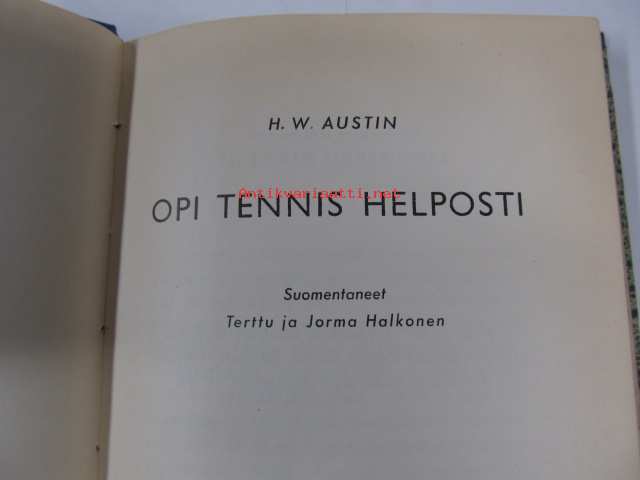 H. W. AUSTIN
Antikvariaatti.net
OPI TENNIS HELPOSTI
Suomentaneet
Terttu ja Jorma Halkonen